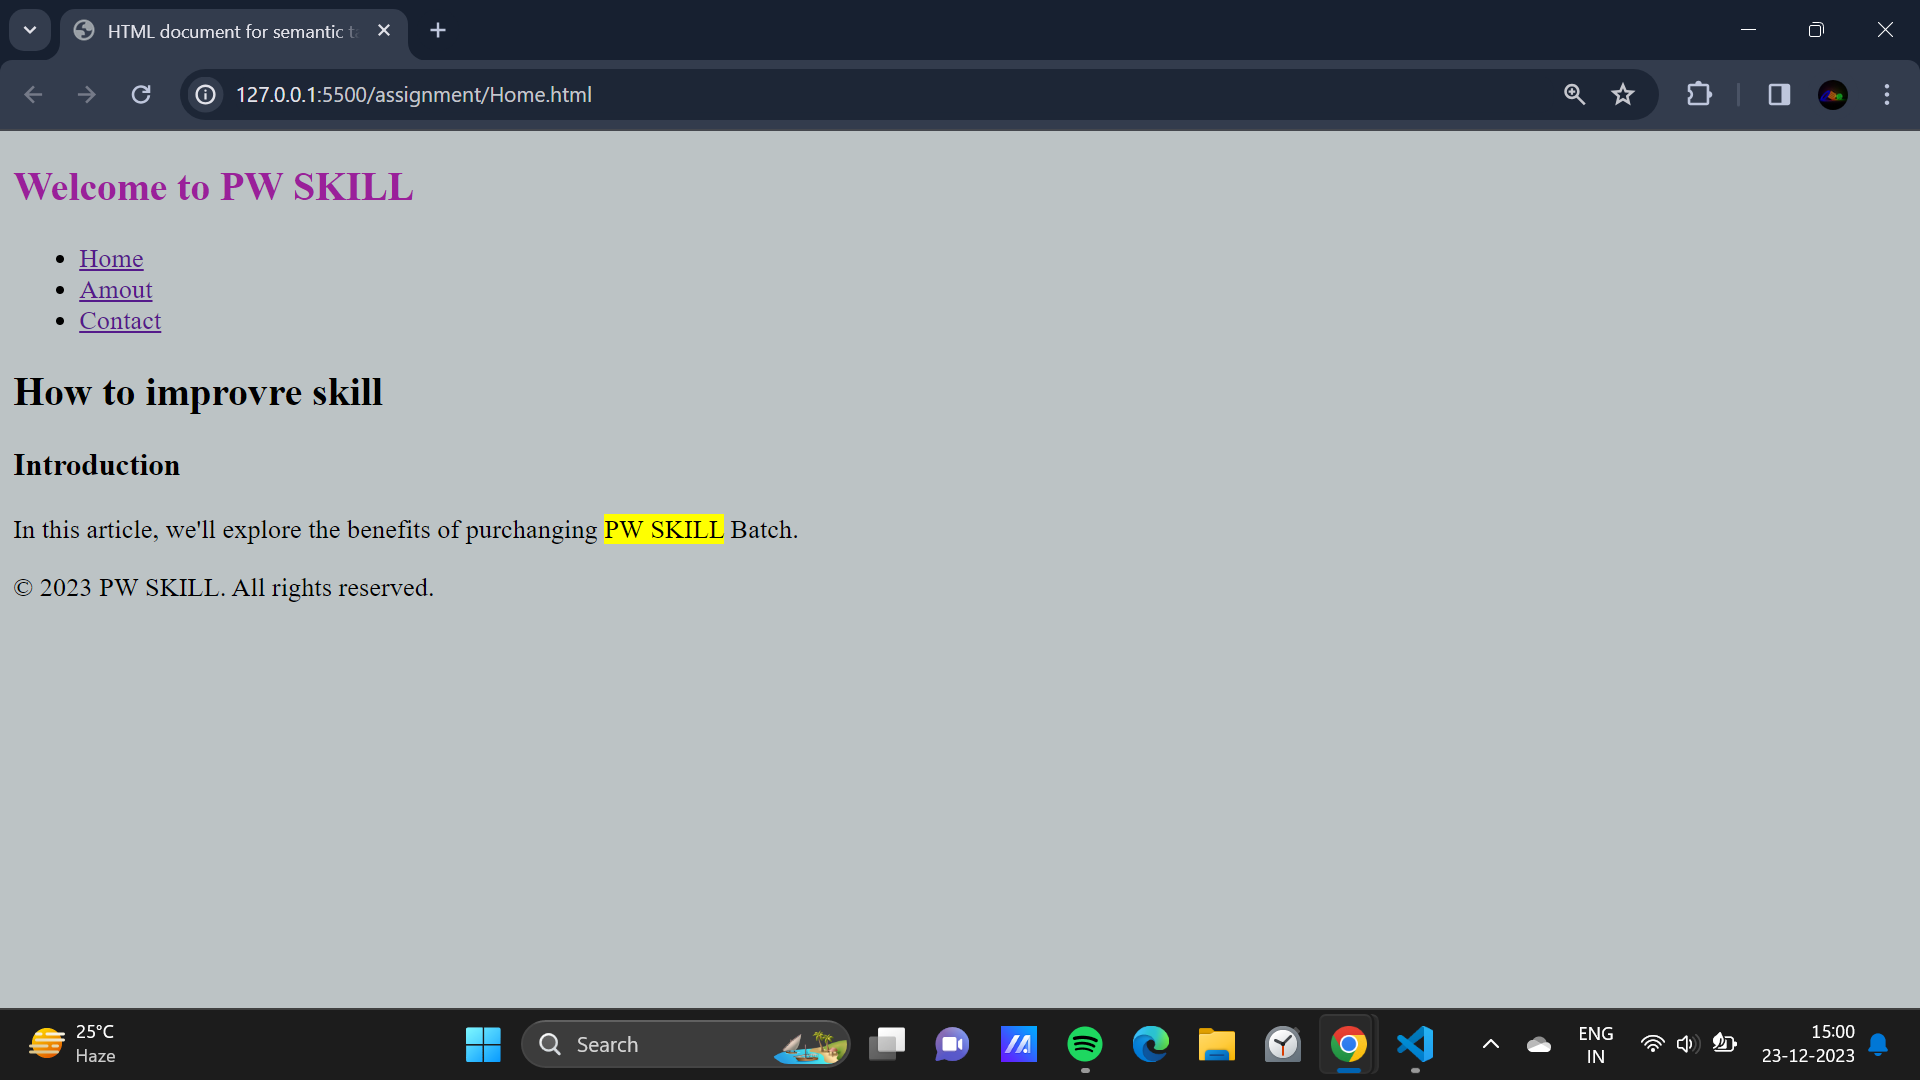 HTML document for semantic ta
127.0.0.1:5500/assignment/Home.html
Welcome to PW SKILL
Home
Amout
Contact
How to improvre skill
Introduction
In this article, we'll explore the benefits of purchanging PW SKILL Batch.
© 2023 PW SKILL. All rights reserved.
25°C
Haze
Search
ENG
IN
15:00
23-12-2023